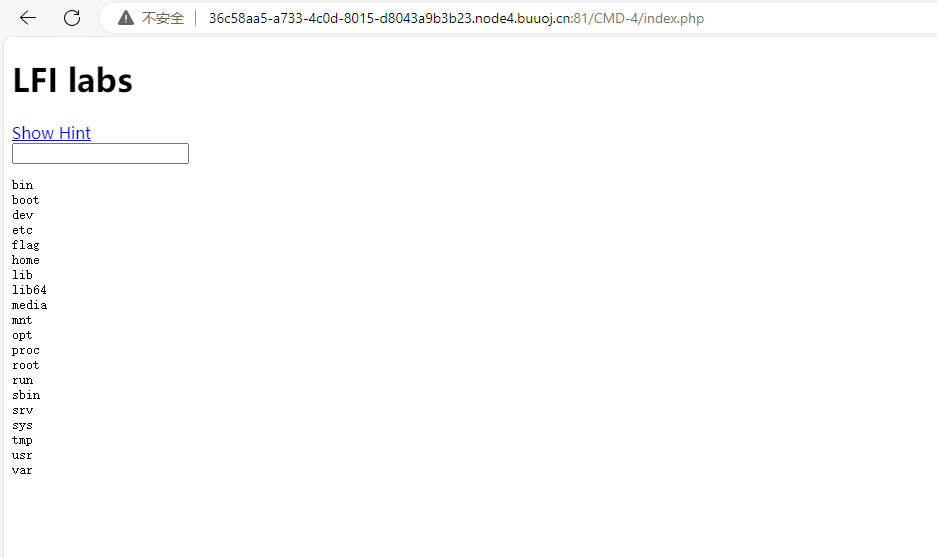 不安全 36c58aa5-a733-4c0d-8015-d8043a9b3b23.node4.buuoj.cn:81/CMD-4/index.php
LFI labs
Show Hint
bin
boot
dev
etc
flag
home
lib
lib64
media
mnt
opt
proc
root
run
sbin
srv
sys
tmp
usr
var